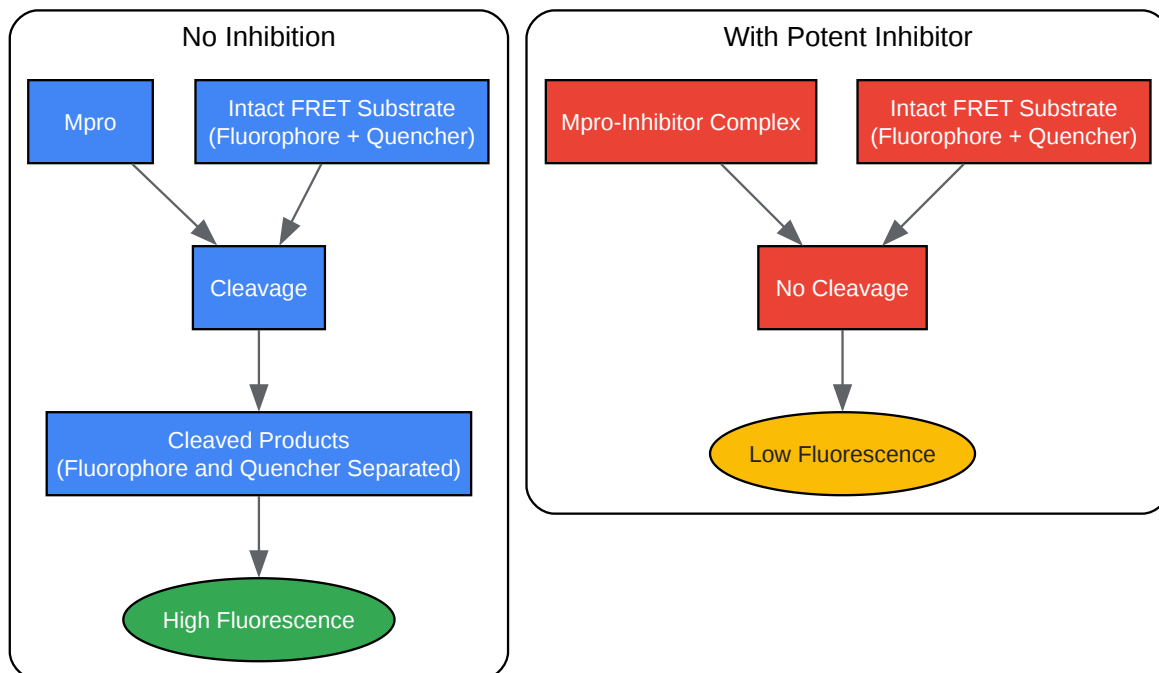 No Inhibition
Mpro
Intact FRET Substrate
(Fluorophore + Quencher)
Cleavage
Cleaved Products
(Fluorophore and Quencher Separated)
High Fluorescence
With Potent Inhibitor
Mpro-Inhibitor Complex
Intact FRET Substrate
(Fluorophore + Quencher)
No Cleavage
Low Fluorescence